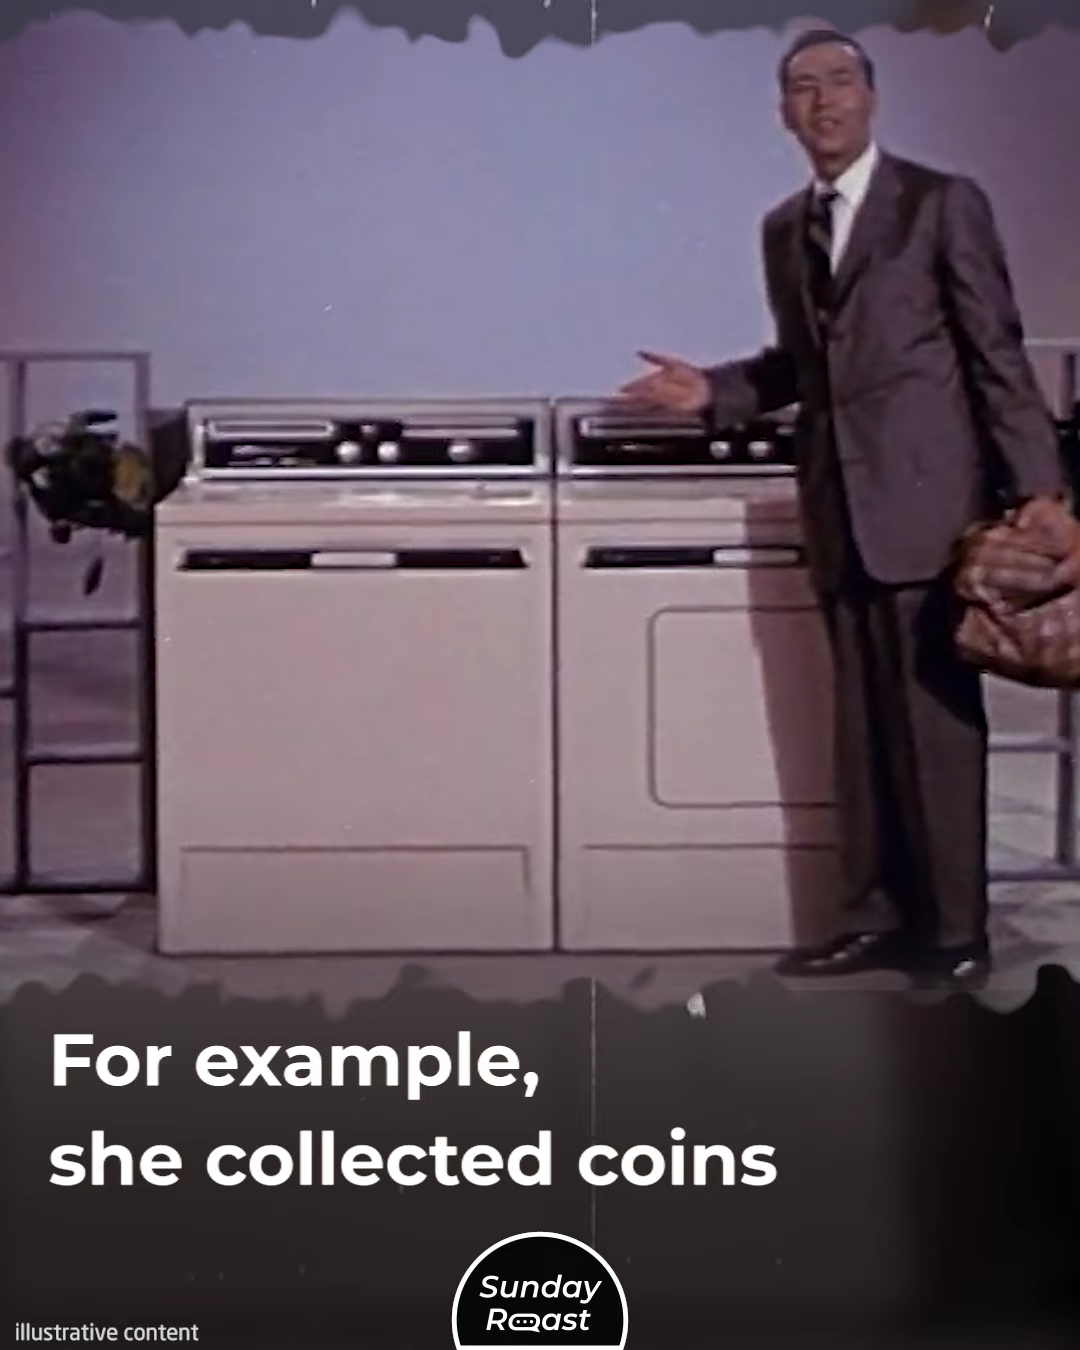 For example,
she collected coins
Sunday
Roast
illustrative content